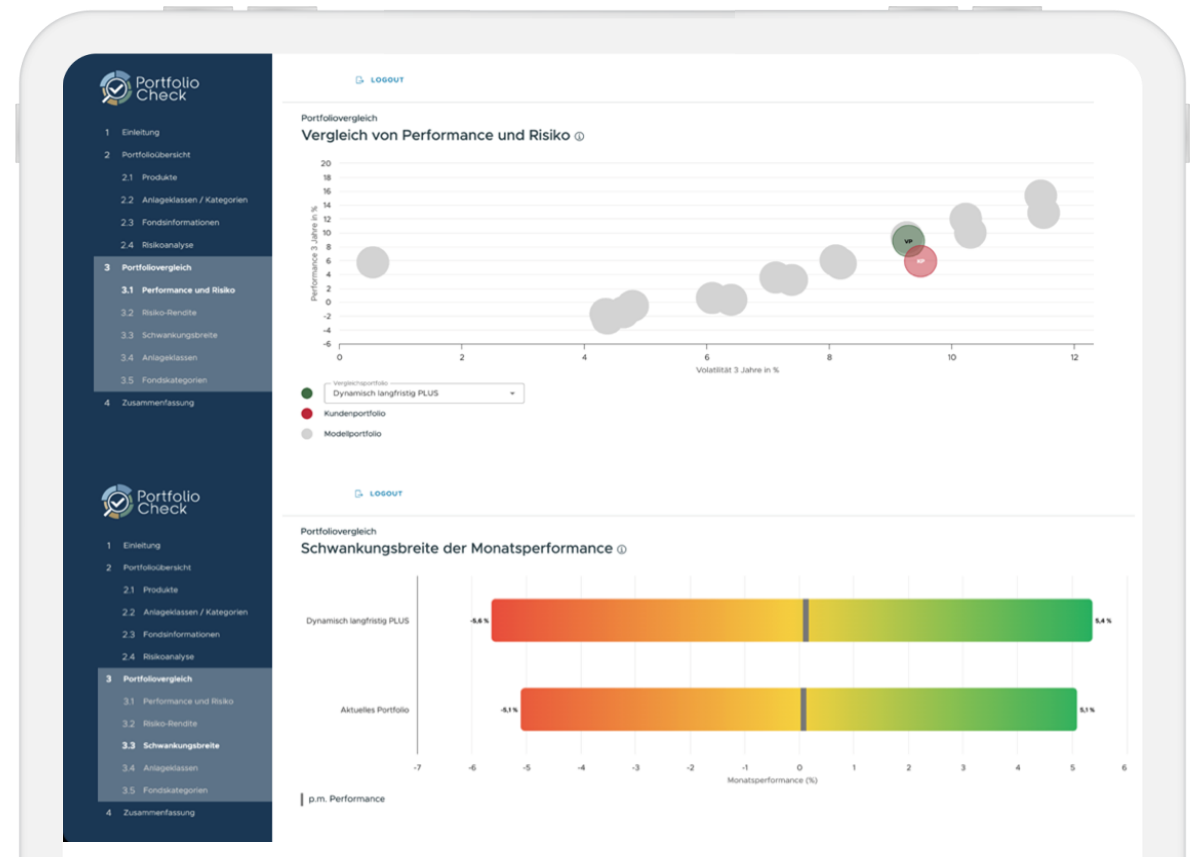 Portfolio
Check
1 Einleitung
2 Portfolioübersicht
2.1 Produkte
2.2 Anlageklassen / Kategorien
2.3 Fondsinformationen
2.4 Risikoanalyse
3 Portfoliovergleich
3.1 Performance und Risiko
3.2 Risiko-Rendite
3.3 Schwankungsbreite
3.4 Anlageklassen
3.5 Fondskategorien
4 Zusammenfassung
LOGOUT
Portfoliovergleich
Vergleich von Performance und Risiko
Performance 3 Jahre in %
20
18
16
14
12
10
8
6
4
2
0
-2
-4
-6
VP
KP
0 2 4 6 8 10 12
Volatilität 3 Jahre in %
Vergleichsportfolio
Dynamisch langfristig PLUS
Kundenportfolio
Modellportfolio
Portfolio
Check
1 Einleitung
2 Portfolioübersicht
2.1 Produkte
2.2 Anlageklassen / Kategorien
2.3 Fondsinformationen
2.4 Risikoanalyse
3 Portfoliovergleich
3.1 Performance und Risiko
3.2 Risiko-Rendite
3.3 Schwankungsbreite
3.4 Anlageklassen
3.5 Fondskategorien
4 Zusammenfassung
LOGOUT
Portfoliovergleich
Schwankungsbreite der Monatsperformance
Dynamisch langfristig PLUS -5,6 % 5,4 %
Aktuelles Portfolio -5,1 % 5,1 %
-7 -6 -5 -4 -3 -2 -1 0 1 2 3 4 5 6
Monatsperformance (%)
p.m. Performance